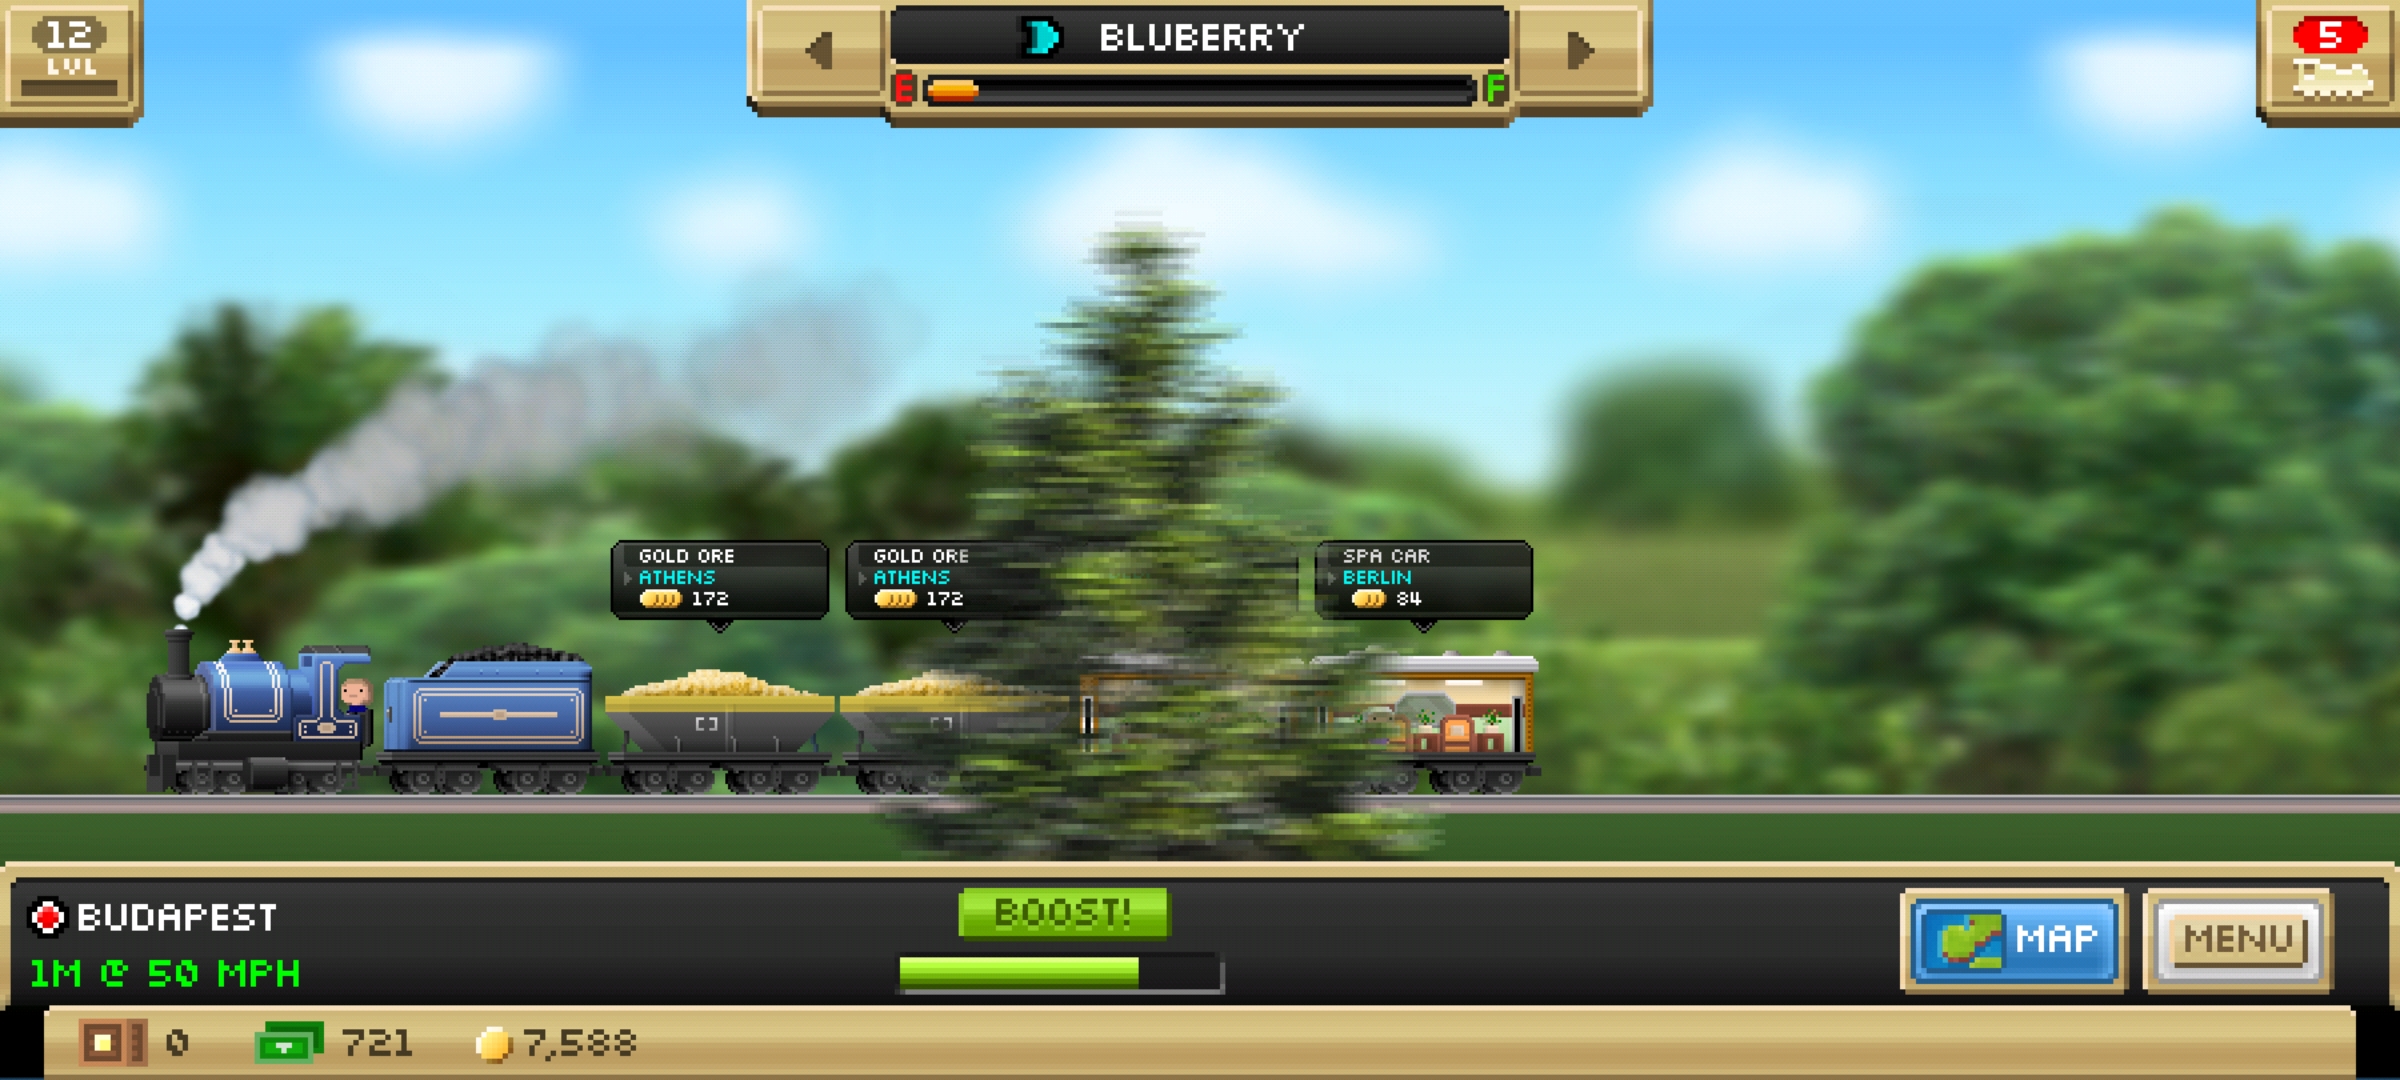 12
LVL
BLUBERRY
E F
5
GOLD ORE
ATHENS
172
GOLD ORE
ATHENS
172
SPA CAR
BERLIN
84
BUDAPEST
1M @ 50 MPH
BOOST!
MAP
MENU
0 721 7,588